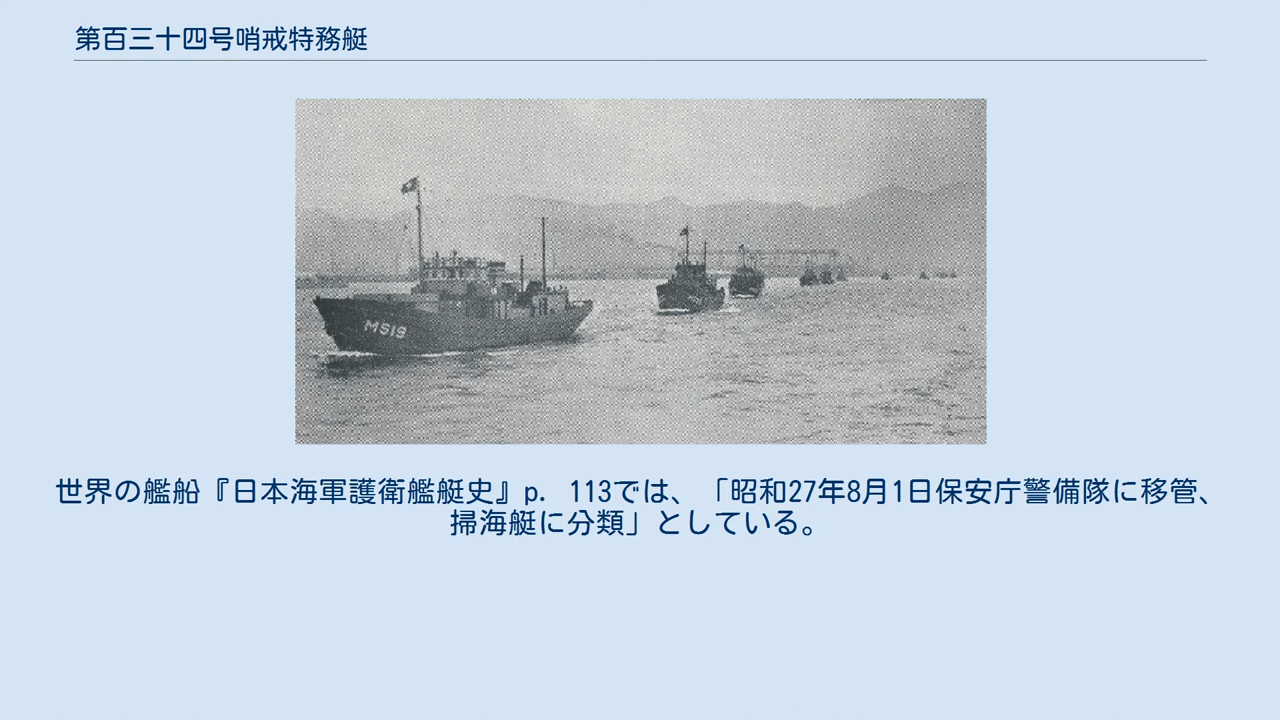 第百三十四号哨戒特務艇
MS19
世界の艦船『日本海軍護衛艦艇史』p. 113では、「昭和27年8月1日保安庁警備隊に移管、
掃海艇に分類」としている。